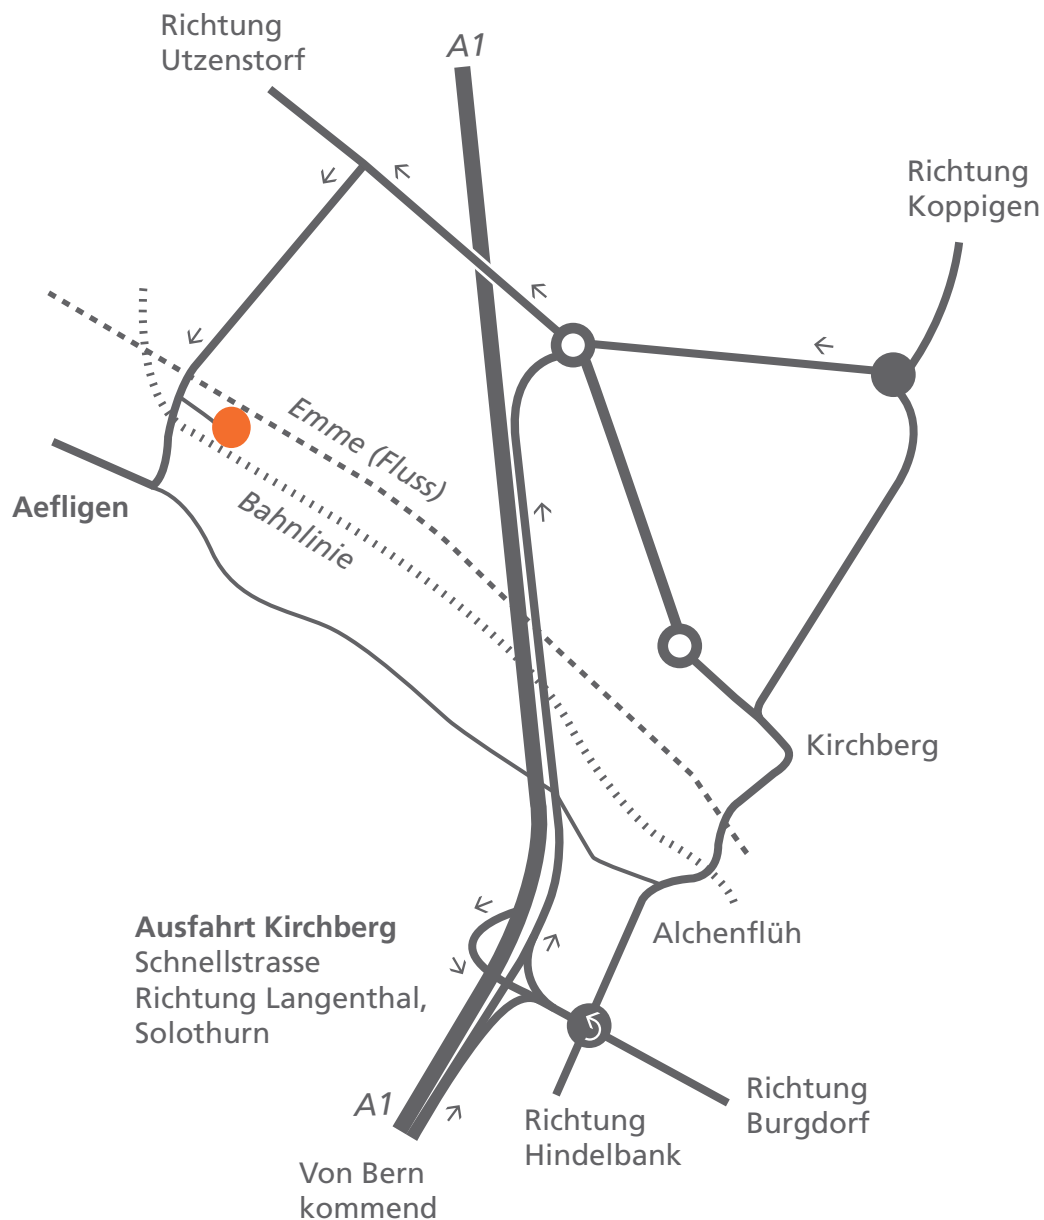 Richtung
Utzenstorf
A1
Richtung
Koppigen
Emme (Fluss)
Aefligen
Bahnlinie
Kirchberg
Ausfahrt Kirchberg
Schnellstrasse
Richtung Langenthal,
Solothurn
Alchenflüh
A1
Richtung
Burgdorf
Richtung
Hindelbank
Von Bern
kommend